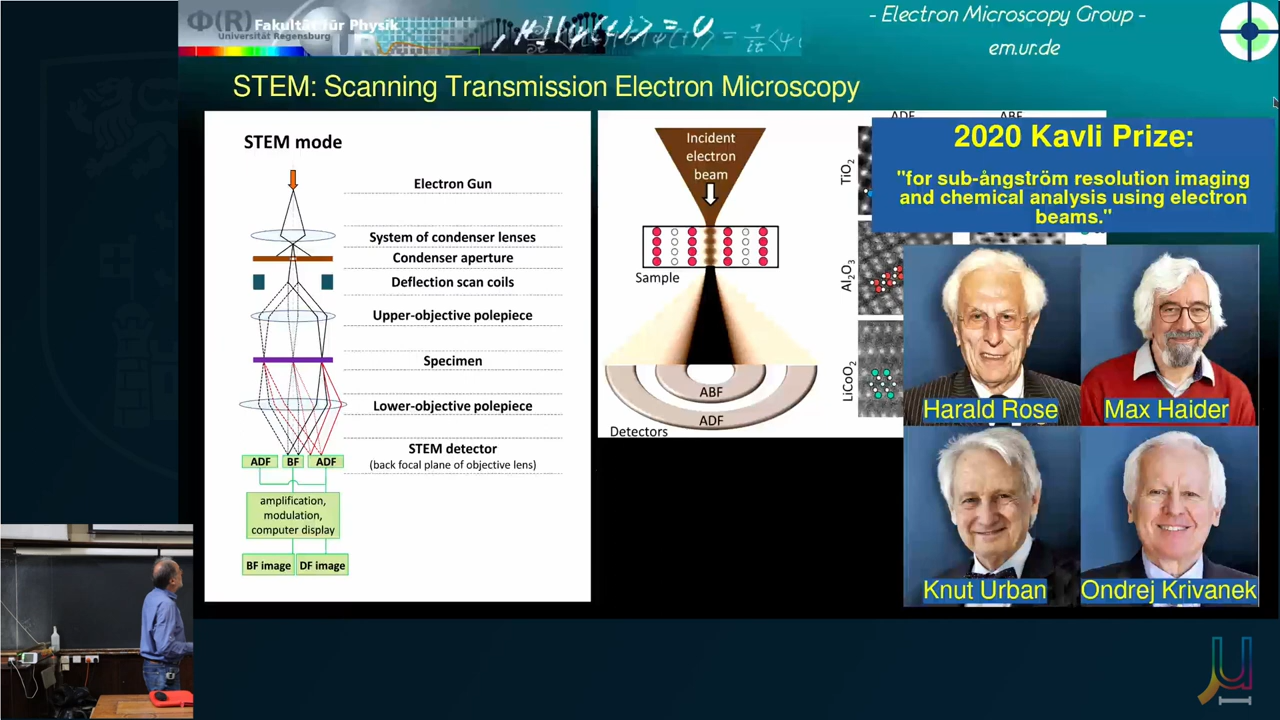 Φ(R) Fakultät für Physik
Universität Regensburg
UR
- Electron Microscopy Group -
em.ur.de
STEM: Scanning Transmission Electron Microscopy
STEM mode
Electron Gun
System of condenser lenses
Condenser aperture
Deflection scan coils
Upper-objective polepiece
Specimen
Lower-objective polepiece
STEM detector
(back focal plane of objective lens)
ADF BF ADF
amplification,
modulation,
computer display
BF image DF image
Incident
electron
beam
Sample
ABF
ADF
Detectors
ADF ABF
TiO₂
Al₂O₃
LiCoO₂
2020 Kavli Prize:
"for sub-ångström resolution imaging
and chemical analysis using electron
beams."
Harald Rose Max Haider
Knut Urban Ondrej Krivanek
μ